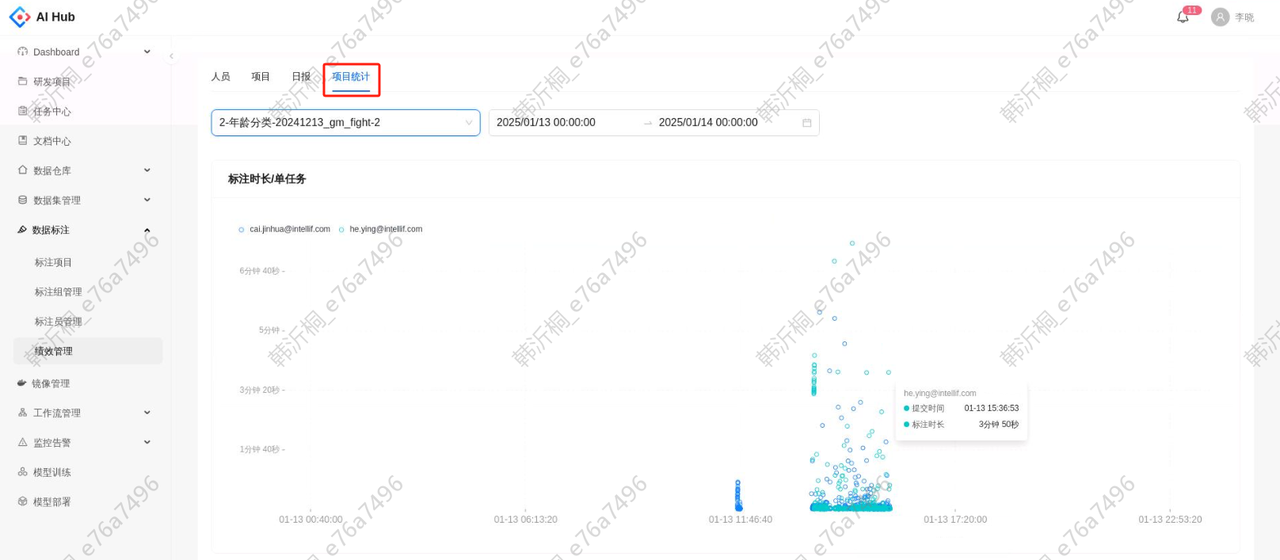 AI Hub
11
李晓
Dashboard
研发项目
任务中心
文档中心
数据仓库
数据集管理
数据标注
标注项目
标注组管理
标注员管理
绩效管理
镜像管理
工作流管理
监控告警
模型训练
模型部署
人员 项目 日报 项目统计
2-年龄分类-20241213_gm_fight-2
2025/01/13 00:00:00 → 2025/01/14 00:00:00
标注时长/单任务
cai.jinhua@intellif.com he.ying@intellif.com
6分钟 40秒
5分钟
3分钟 20秒
1分钟 40秒
he.ying@intellif.com
提交时间 01-13 15:36:53
标注时长 3分钟 50秒
01-13 00:40:00 01-13 06:13:20 01-13 11:46:40 01-13 17:20:00 01-13 22:53:20
韩沂桐_e76a7496